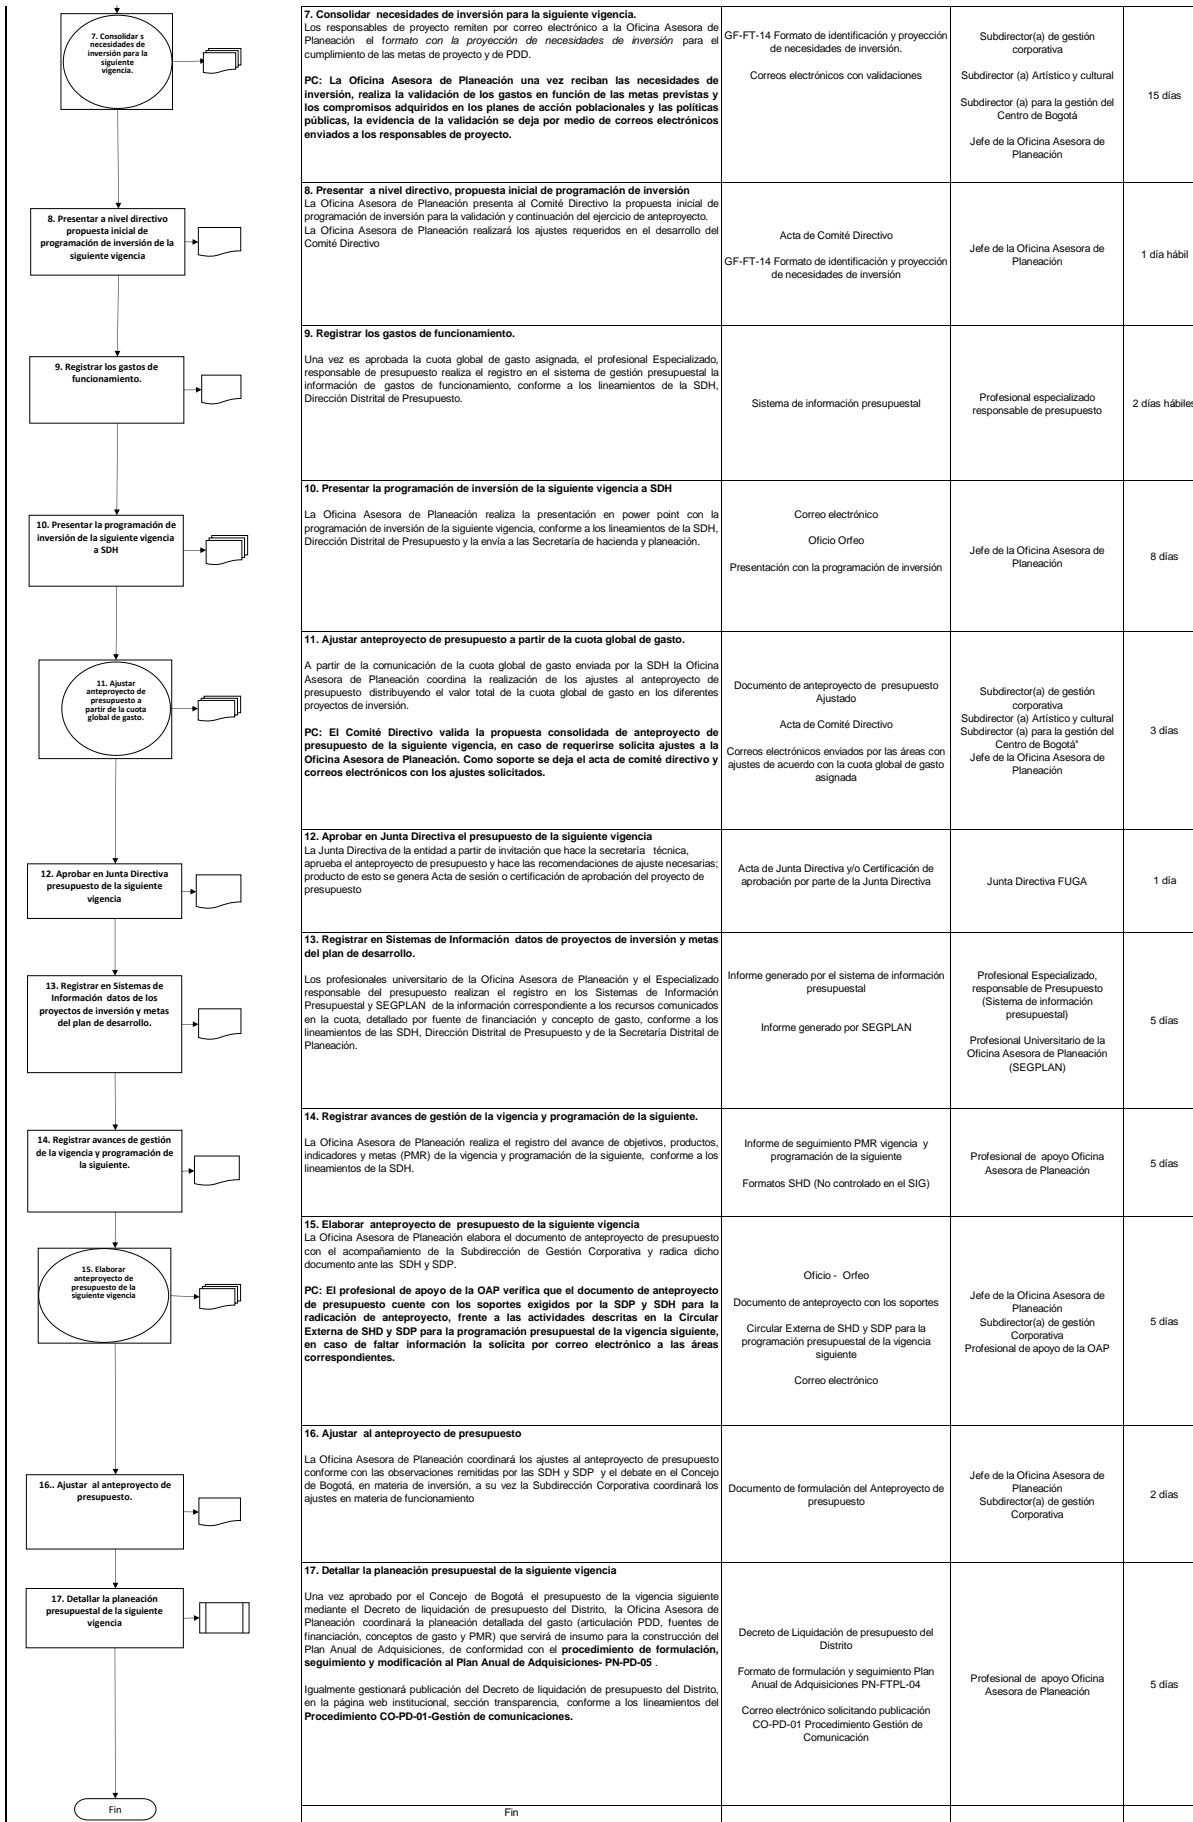 7. Consolidar s
necesidades de
inversión para la
siguiente
vigencia.
7. Consolidar  necesidades de inversión para la siguiente vigencia.
Los responsables de proyecto remiten por correo electrónico a la Oficina Asesora de
Planeación el formato con la proyección de necesidades de inversión para el
cumplimiento de las metas de proyecto y de PDD.
PC: La Oficina Asesora de Planeación una vez reciban las necesidades de
inversión, realiza la validación de los gastos en función de las metas previstas y
los compromisos adquiridos en los planes de acción poblacionales y las políticas
públicas, la evidencia de la validación se deja por medio de correos electrónicos
enviados a los responsables de proyecto.
GF-FT-14 Formato de identificación y proyección
de necesidades de inversión.
Correos electrónicos con validaciones
Subdirector(a) de gestión
corporativa
Subdirector (a) Artístico y cultural
Subdirector (a) para la gestión del
Centro de Bogotá
Jefe de la Oficina Asesora de
Planeación
15 días
8. Presentar a nivel directivo
propuesta inicial de
programación de inversión de la
siguiente vigencia
8. Presentar  a nivel directivo, propuesta inicial de programación de inversión
La Oficina Asesora de Planeación presenta al Comité Directivo la propuesta inicial de
programación de inversión para la validación y continuación del ejercicio de anteproyecto.
La Oficina Asesora de Planeación realizará los ajustes requeridos en el desarrollo del
Comité Directivo
Acta de Comité Directivo
GF-FT-14 Formato de identificación y proyección
de necesidades de inversión
Jefe de la Oficina Asesora de
Planeación
1 día hábil
9. Registrar los gastos de
funcionamiento.
9. Registrar los gastos de funcionamiento.
Una vez es aprobada la cuota global de gasto asignada, el profesional Especializado,
responsable de presupuesto realiza el registro en el sistema de gestión presupuestal la
información de gastos de funcionamiento, conforme a los lineamientos de la SDH,
Dirección Distrital de Presupuesto.
Sistema de información presupuestal
Profesional especializado
responsable de presupuesto
2 días hábiles
10. Presentar la programación de
inversión de la siguiente vigencia
a SDH
10. Presentar la programación de inversión de la siguiente vigencia a SDH
La Oficina Asesora de Planeación realiza la presentación en power point con la
programación de inversión de la siguiente vigencia, conforme a los lineamientos de la SDH,
Dirección Distrital de Presupuesto y la envía a las Secretaría de hacienda y planeación.
Correo electrónico
Oficio Orfeo
Presentación con la programación de inversión
Jefe de la Oficina Asesora de
Planeación
8 días
11. Ajustar
anteproyecto de
presupuesto a
partir de la cuota
global de gasto.
11. Ajustar anteproyecto de presupuesto a partir de la cuota global de gasto.
A partir de la comunicación de la cuota global de gasto enviada por la SDH la Oficina
Asesora de Planeación coordina la realización de los ajustes al anteproyecto de
presupuesto distribuyendo el valor total de la cuota global de gasto en los diferentes
proyectos de inversión.
PC: El Comité Directivo valida la propuesta consolidada de anteproyecto de
presupuesto de la siguiente vigencia, en caso de requerirse solicita ajustes a la
Oficina Asesora de Planeación. Como soporte se deja el acta de comité directivo y
correos electrónicos con los ajustes solicitados.
Documento de anteproyecto de  presupuesto
Ajustado
Acta de Comité Directivo
Correos electrónicos enviados por las áreas con
ajustes de acuerdo con la cuota global de gasto
asignada
Subdirector(a) de gestión
corporativa
Subdirector (a) Artístico y cultural
Subdirector (a) para la gestión del
Centro de Bogotá"
Jefe de la Oficina Asesora de
Planeación
3 días
12. Aprobar en Junta Directiva
presupuesto de la siguiente
vigencia
12. Aprobar en Junta Directiva el presupuesto de la siguiente vigencia
La Junta Directiva de la entidad a partir de invitación que hace la secretaría  técnica,
aprueba el anteproyecto de presupuesto y hace las recomendaciones de ajuste necesarias;
producto de esto se genera Acta de sesión o certificación de aprobación del proyecto de
presupuesto
Acta de Junta Directiva y/o Certificación de
aprobación por parte de la Junta Directiva
Junta Directiva FUGA
1 día
13. Registrar en Sistemas de
Información  datos de los
proyectos de inversión y metas
del plan de desarrollo.
13. Registrar en Sistemas de Información  datos de proyectos de inversión y metas
del plan de desarrollo.
Los profesionales universitario de la Oficina Asesora de Planeación y el Especializado
responsable del presupuesto realizan el registro en los Sistemas de Información
Presupuestal y SEGPLAN  de la información correspondiente a los recursos comunicados
en la cuota, detallado por fuente de financiación y concepto de gasto, conforme a los
lineamientos de las SDH, Dirección Distrital de Presupuesto y de la Secretaría Distrital de
Planeación.
Informe generado por el sistema de información
presupuestal
Informe generado por SEGPLAN
Profesional Especializado,
responsable de Presupuesto
(Sistema de información
presupuestal)
Profesional Universitario de la
Oficina Asesora de Planeación
(SEGPLAN)
5 días
14. Registrar avances de gestión
de la vigencia y programación de
la siguiente.
14. Registrar avances de gestión de la vigencia y programación de la siguiente.
La Oficina Asesora de Planeación realiza el registro del avance de objetivos, productos,
indicadores y metas (PMR) de la vigencia y programación de la siguiente, conforme a los
lineamientos de la SDH.
Informe de seguimiento PMR vigencia  y
programación de la siguiente
Formatos SHD (No controlado en el SIG)
Profesional de  apoyo Oficina
Asesora de Planeación
5 días
15. Elaborar
anteproyecto de
presupuesto de la
siguiente vigencia
15. Elaborar  anteproyecto de  presupuesto de la siguiente vigencia
La Oficina Asesora de Planeación elabora el documento de anteproyecto de presupuesto
con el acompañamiento de la Subdirección de Gestión Corporativa y radica dicho
documento ante las  SDH y SDP.
PC: El profesional de apoyo de la OAP verifica que el documento de anteproyecto
de presupuesto cuente con los soportes exigidos por la SDP y SDH para la
radicación de anteproyecto, frente a las actividades descritas en la Circular
Externa de SHD y SDP para la programación presupuestal de la vigencia siguiente,
en caso de faltar información la solicita por correo electrónico a las áreas
correspondientes.
Oficio -  Orfeo
Documento de anteproyecto con los soportes
Circular Externa de SHD y SDP para la
programación presupuestal de la vigencia
siguiente
Correo electrónico
Jefe de la Oficina Asesora de
Planeación
Subdirector(a) de gestión
Corporativa
Profesional de apoyo de la OAP
5 días
16.. Ajustar  al anteproyecto de
presupuesto.
16. Ajustar  al anteproyecto de presupuesto
La Oficina Asesora de Planeación coordinará los ajustes al anteproyecto de presupuesto
conforme con las observaciones remitidas por las SDH y SDP  y el debate en el Concejo
de Bogotá, en materia de inversión, a su vez la Subdirección Corporativa coordinará los
ajustes en materia de funcionamiento
Documento de formulación del Anteproyecto de
presupuesto
Jefe de la Oficina Asesora de
Planeación
Subdirector(a) de gestión
Corporativa
2 días
17. Detallar la planeación
presupuestal de la siguiente
vigencia
17. Detallar la planeación presupuestal de la siguiente vigencia
Una vez aprobado por el Concejo  de Bogotá  el presupuesto de la vigencia siguiente
mediante el Decreto de liquidación de presupuesto del Distrito,  la Oficina Asesora de
Planeación coordinará la planeación detallada del gasto (articulación PDD, fuentes de
financiación, conceptos de gasto y PMR) que servirá de insumo para la construcción del
Plan Anual de Adquisiciones, de conformidad con el procedimiento de formulación,
seguimiento y modificación al Plan Anual de Adquisiciones- PN-PD-05 .
Igualmente gestionará publicación del Decreto de liquidación de presupuesto del Distrito,
en la página web institucional, sección transparencia,  conforme a los lineamientos del
Procedimiento CO-PD-01-Gestión de comunicaciones.
Decreto de Liquidación de presupuesto del
Distrito
Formato de formulación y seguimiento Plan
Anual de Adquisiciones PN-FTPL-04
Correo electrónico solicitando publicación
CO-PD-01 Procedimiento Gestión de
Comunicación
Profesional de  apoyo Oficina
Asesora de Planeación
5 días
Fin
Fin